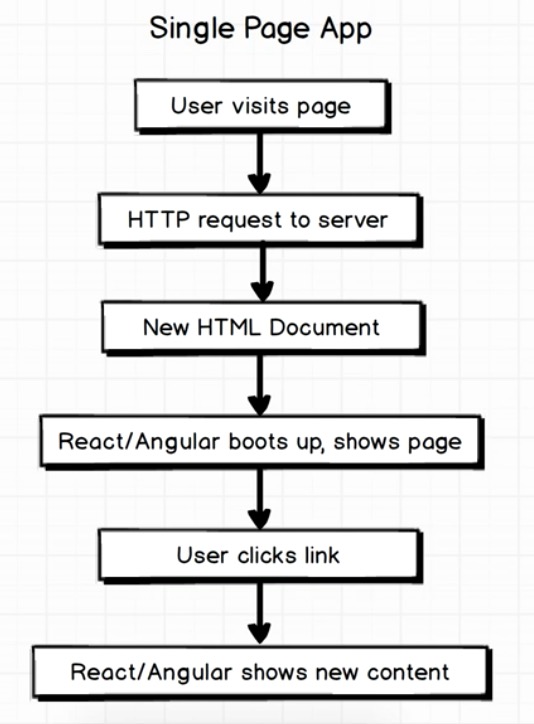 Single Page App
User visits page
HTTP request to server
New HTML Document
React/Angular boots up, shows page
User clicks link
React/Angular shows new content